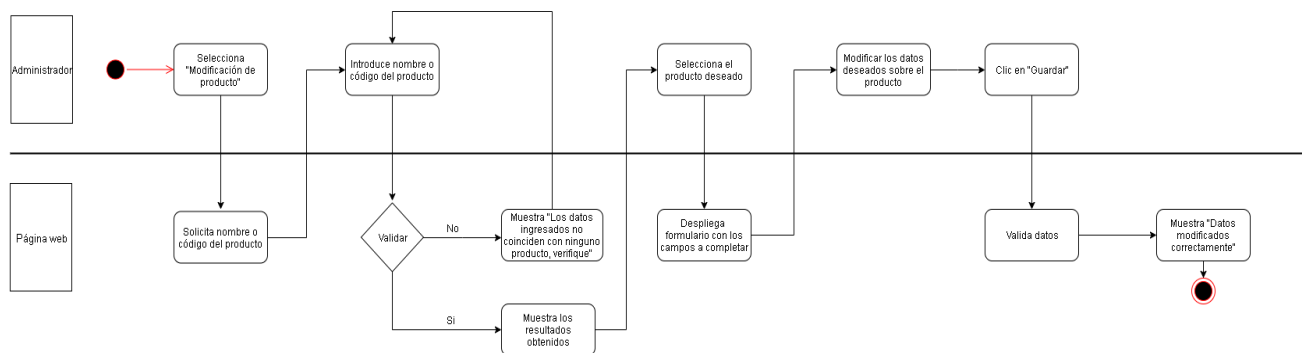 Administrador
Selecciona
"Modificación de
producto"
Introduce nombre o
código del producto
Selecciona el
producto deseado
Modificar los datos
deseados sobre el
producto
Clic en "Guardar"
Página web
Solicita nombre o
código del producto
Validar
No
Muestra "Los datos
ingresados no
coinciden con ninguno
producto, verifique"
Si
Muestra los
resultados
obtenidos
Despliega
formulario con los
campos a completar
Valida datos
Muestra "Datos
modificados
correctamente"